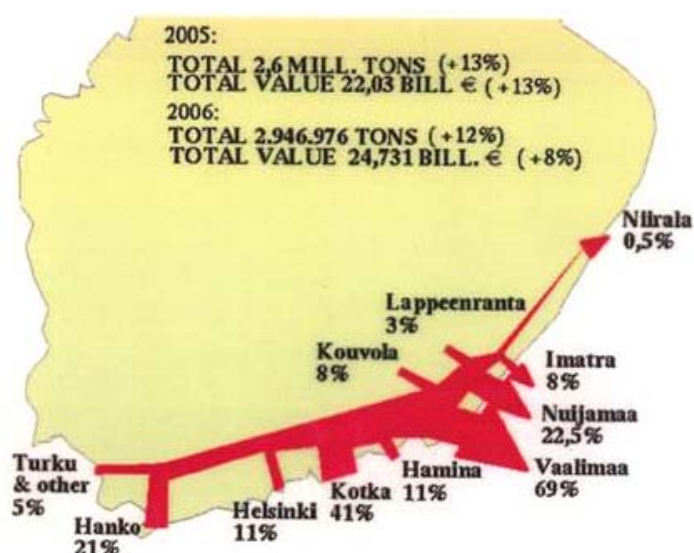 2005:
TOTAL 2,6 MILL. TONS (+13%)
TOTAL VALUE 22,03 BILL € (+13%)
2006:
TOTAL 2.946.976 TONS (+12%)
TOTAL VALUE 24,731 BILL. € (+8%)
Niirala
0,5%
Lappeenranta
3%
Kouvola
8%
Imatra
8%
Nuijamaa
22,5%
Vaalimaa
69%
Hamina
11%
Kotka
41%
Helsinki
11%
Hanko
21%
Turku
& other
5%